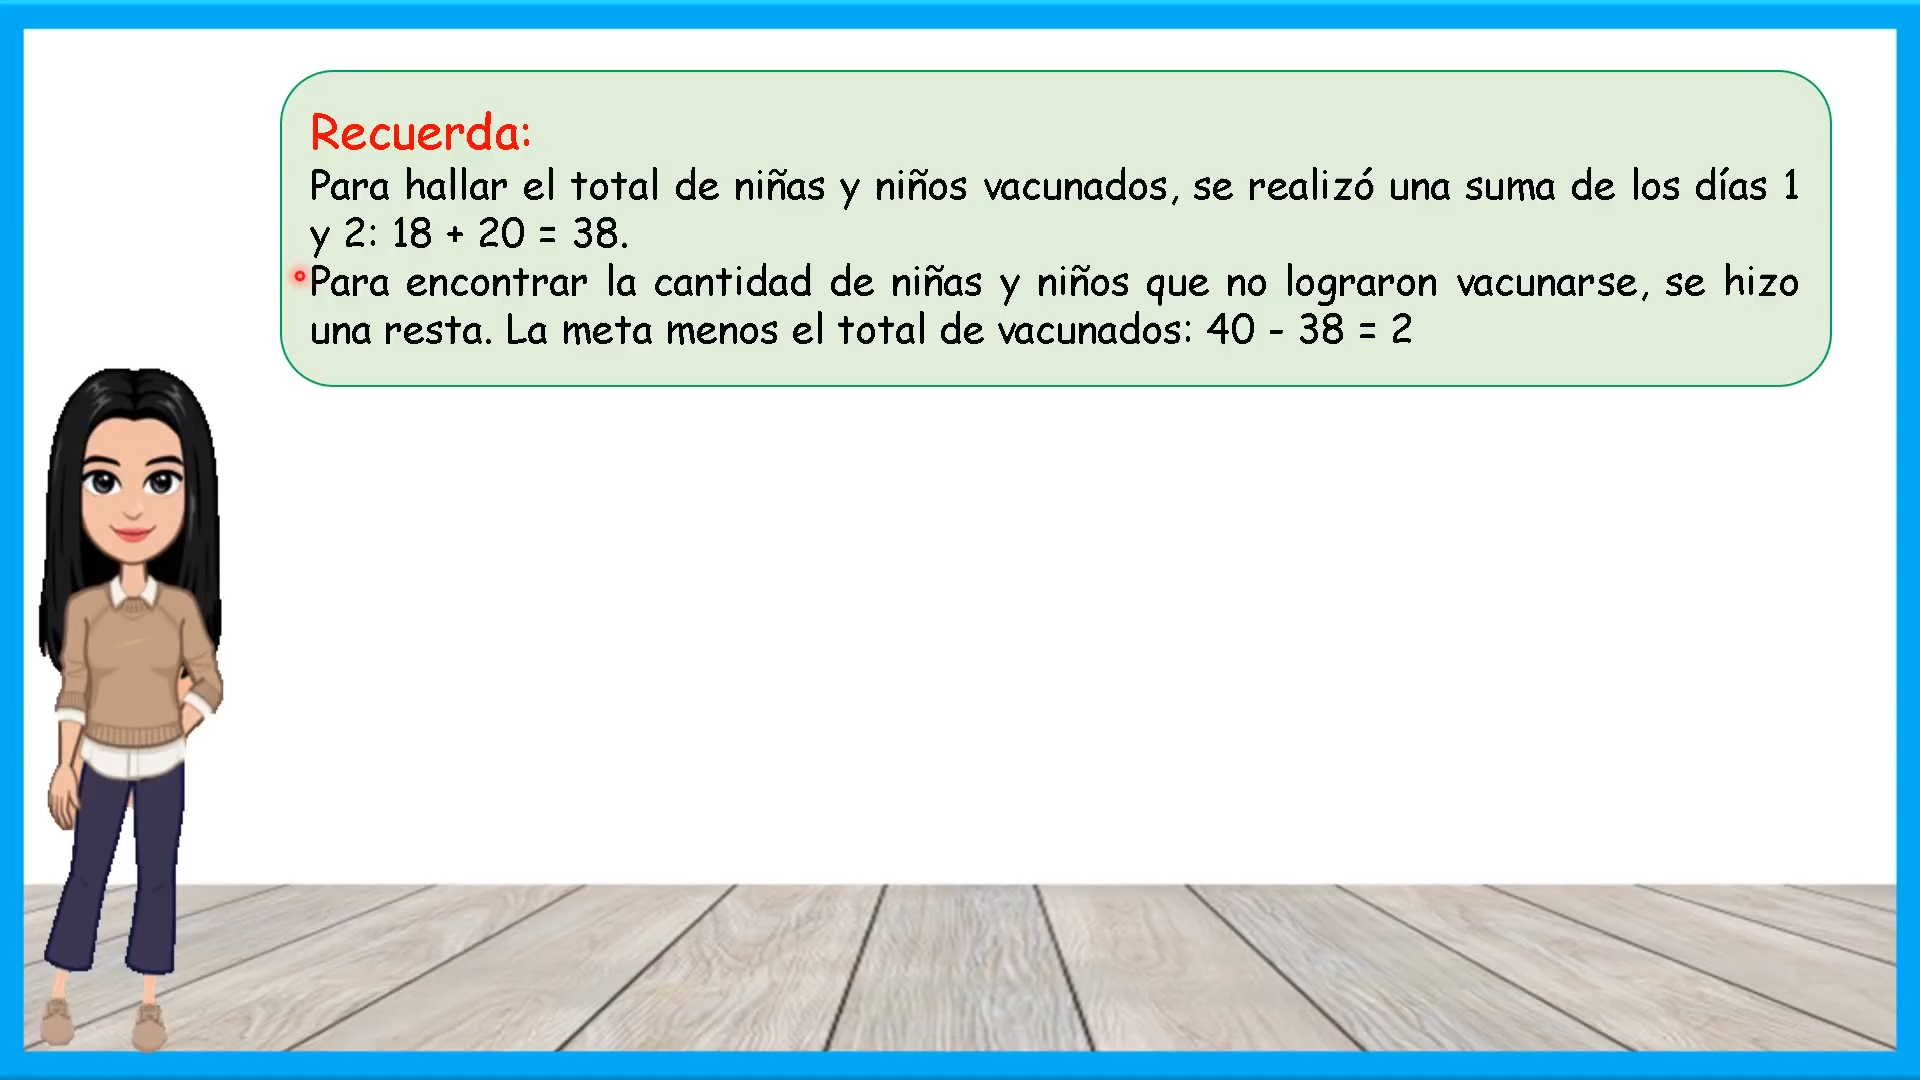 Recuerda:
Para hallar el total de niñas y niños vacunados, se realizó una suma de los días 1
y 2: 18 + 20 = 38.
Para encontrar la cantidad de niñas y niños que no lograron vacunarse, se hizo
una resta. La meta menos el total de vacunados: 40 - 38 = 2